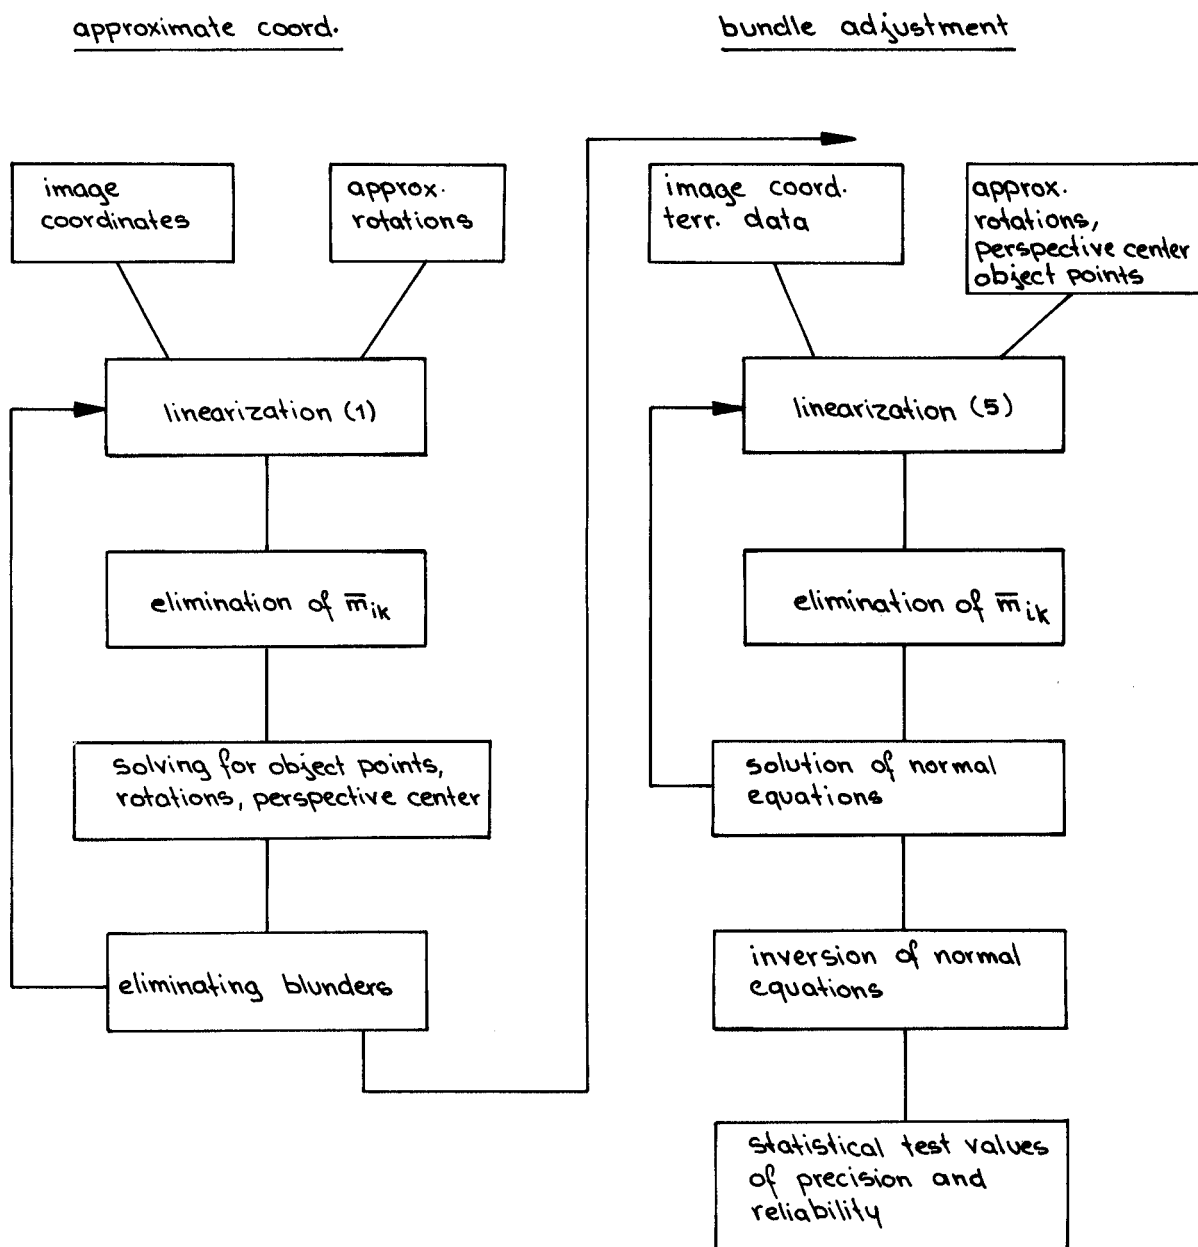 approximate coord.
image
coordinates
approx.
rotations
linearization (1)
elimination of m̅ik
solving for object points,
rotations, perspective center
eliminating blunders
bundle adjustment
image coord.
terr. data
approx.
rotations,
perspective center
object points
linearization (5)
elimination of m̅ik
solution of normal
equations
inversion of normal
equations
statistical test values
of precision and
reliability